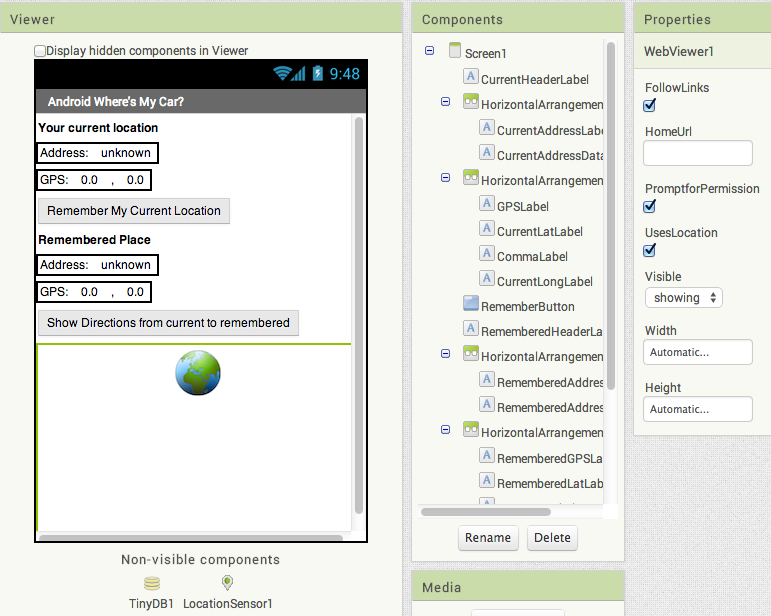 Viewer
Display hidden components in Viewer
9:48
Android Where's My Car?
Your current location
Address: unknown
GPS: 0.0 , 0.0
Remember My Current Location
Remembered Place
Address: unknown
GPS: 0.0 , 0.0
Show Directions from current to remembered
Non-visible components
TinyDB1 LocationSensor1
Components
Screen1
CurrentHeaderLabel
HorizontalArrangemen
CurrentAddressLabe
CurrentAddressData
HorizontalArrangemen
GPSLabel
CurrentLatLabel
CommaLabel
CurrentLongLabel
RememberButton
RememberedHeaderLa
HorizontalArrangemen
RememberedAddres
RememberedAddres
HorizontalArrangemen
RememberedGPSLa
RememberedLatLab
Rename Delete
Media
Properties
WebViewer1
FollowLinks
HomeUrl
PromptforPermission
UsesLocation
Visible
showing
Width
Automatic...
Height
Automatic...